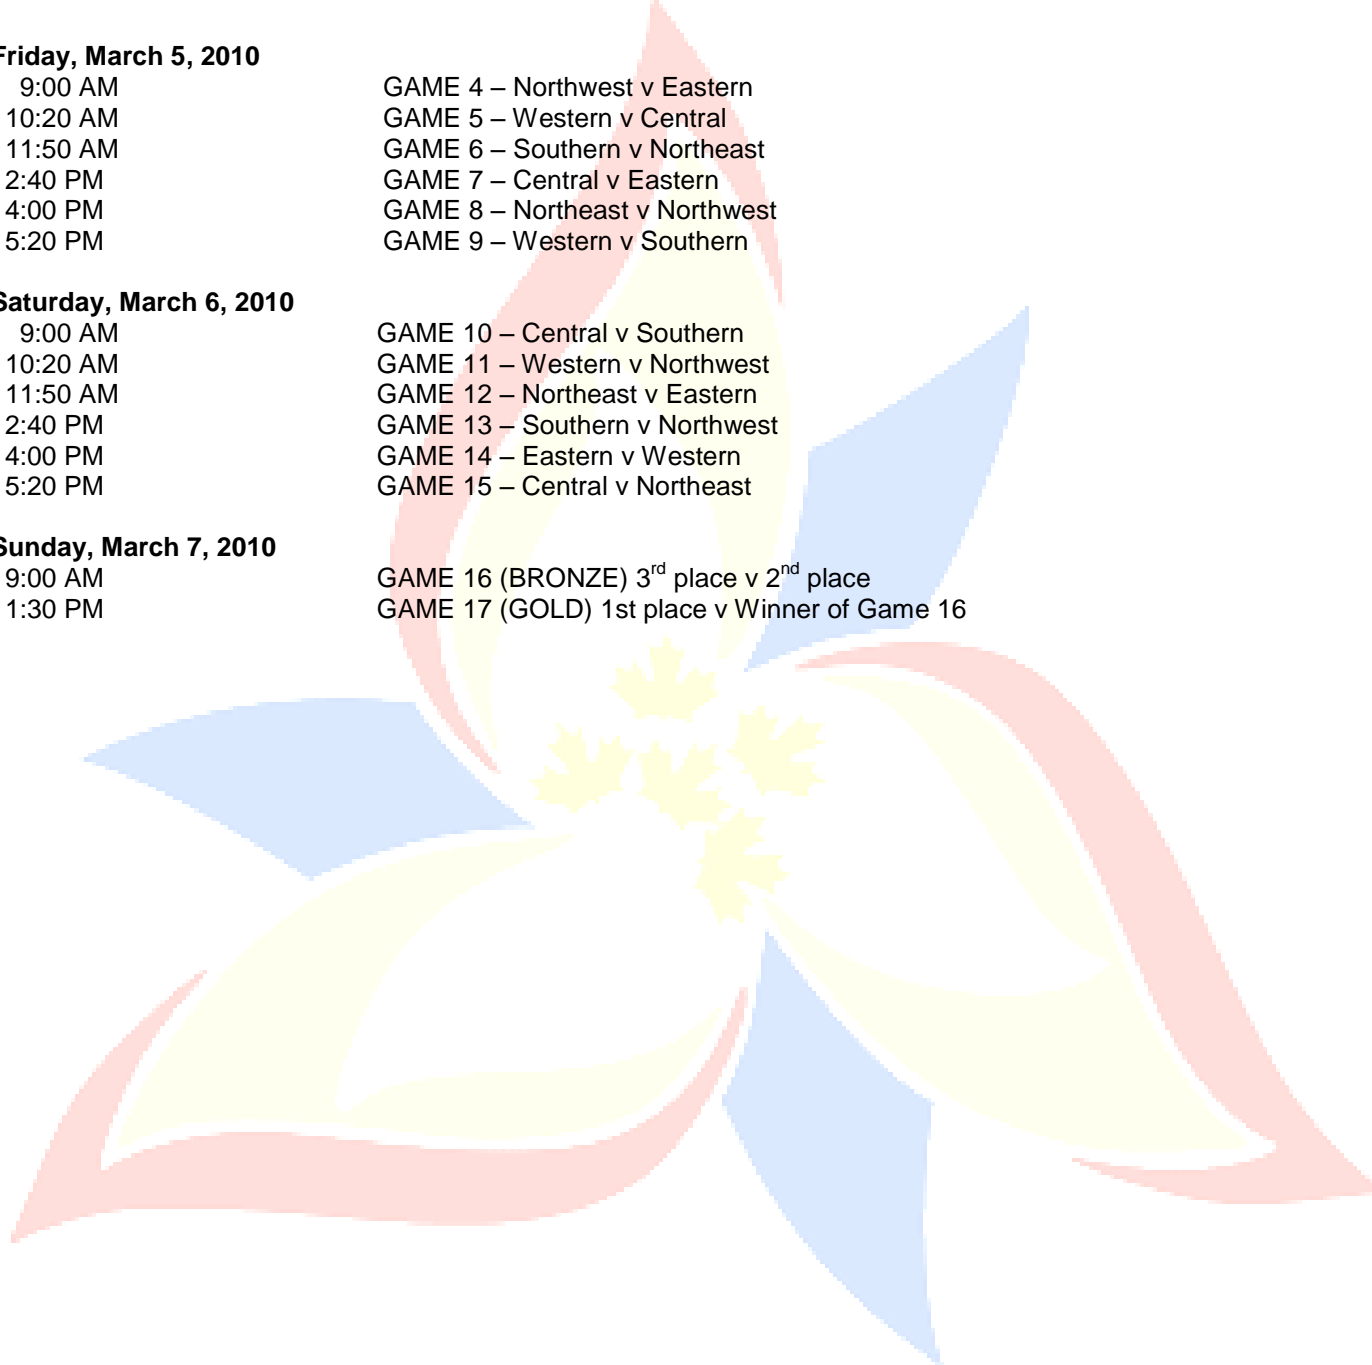 Friday, March 5, 2010
9:00 AM GAME 4 – Northwest v Eastern
10:20 AM GAME 5 – Western v Central
11:50 AM GAME 6 – Southern v Northeast
2:40 PM GAME 7 – Central v Eastern
4:00 PM GAME 8 – Northeast v Northwest
5:20 PM GAME 9 – Western v Southern
Saturday, March 6, 2010
9:00 AM GAME 10 – Central v Southern
10:20 AM GAME 11 – Western v Northwest
11:50 AM GAME 12 – Northeast v Eastern
2:40 PM GAME 13 – Southern v Northwest
4:00 PM GAME 14 – Eastern v Western
5:20 PM GAME 15 – Central v Northeast
Sunday, March 7, 2010
9:00 AM GAME 16 (BRONZE) 3rd place v 2nd place
1:30 PM GAME 17 (GOLD) 1st place v Winner of Game 16